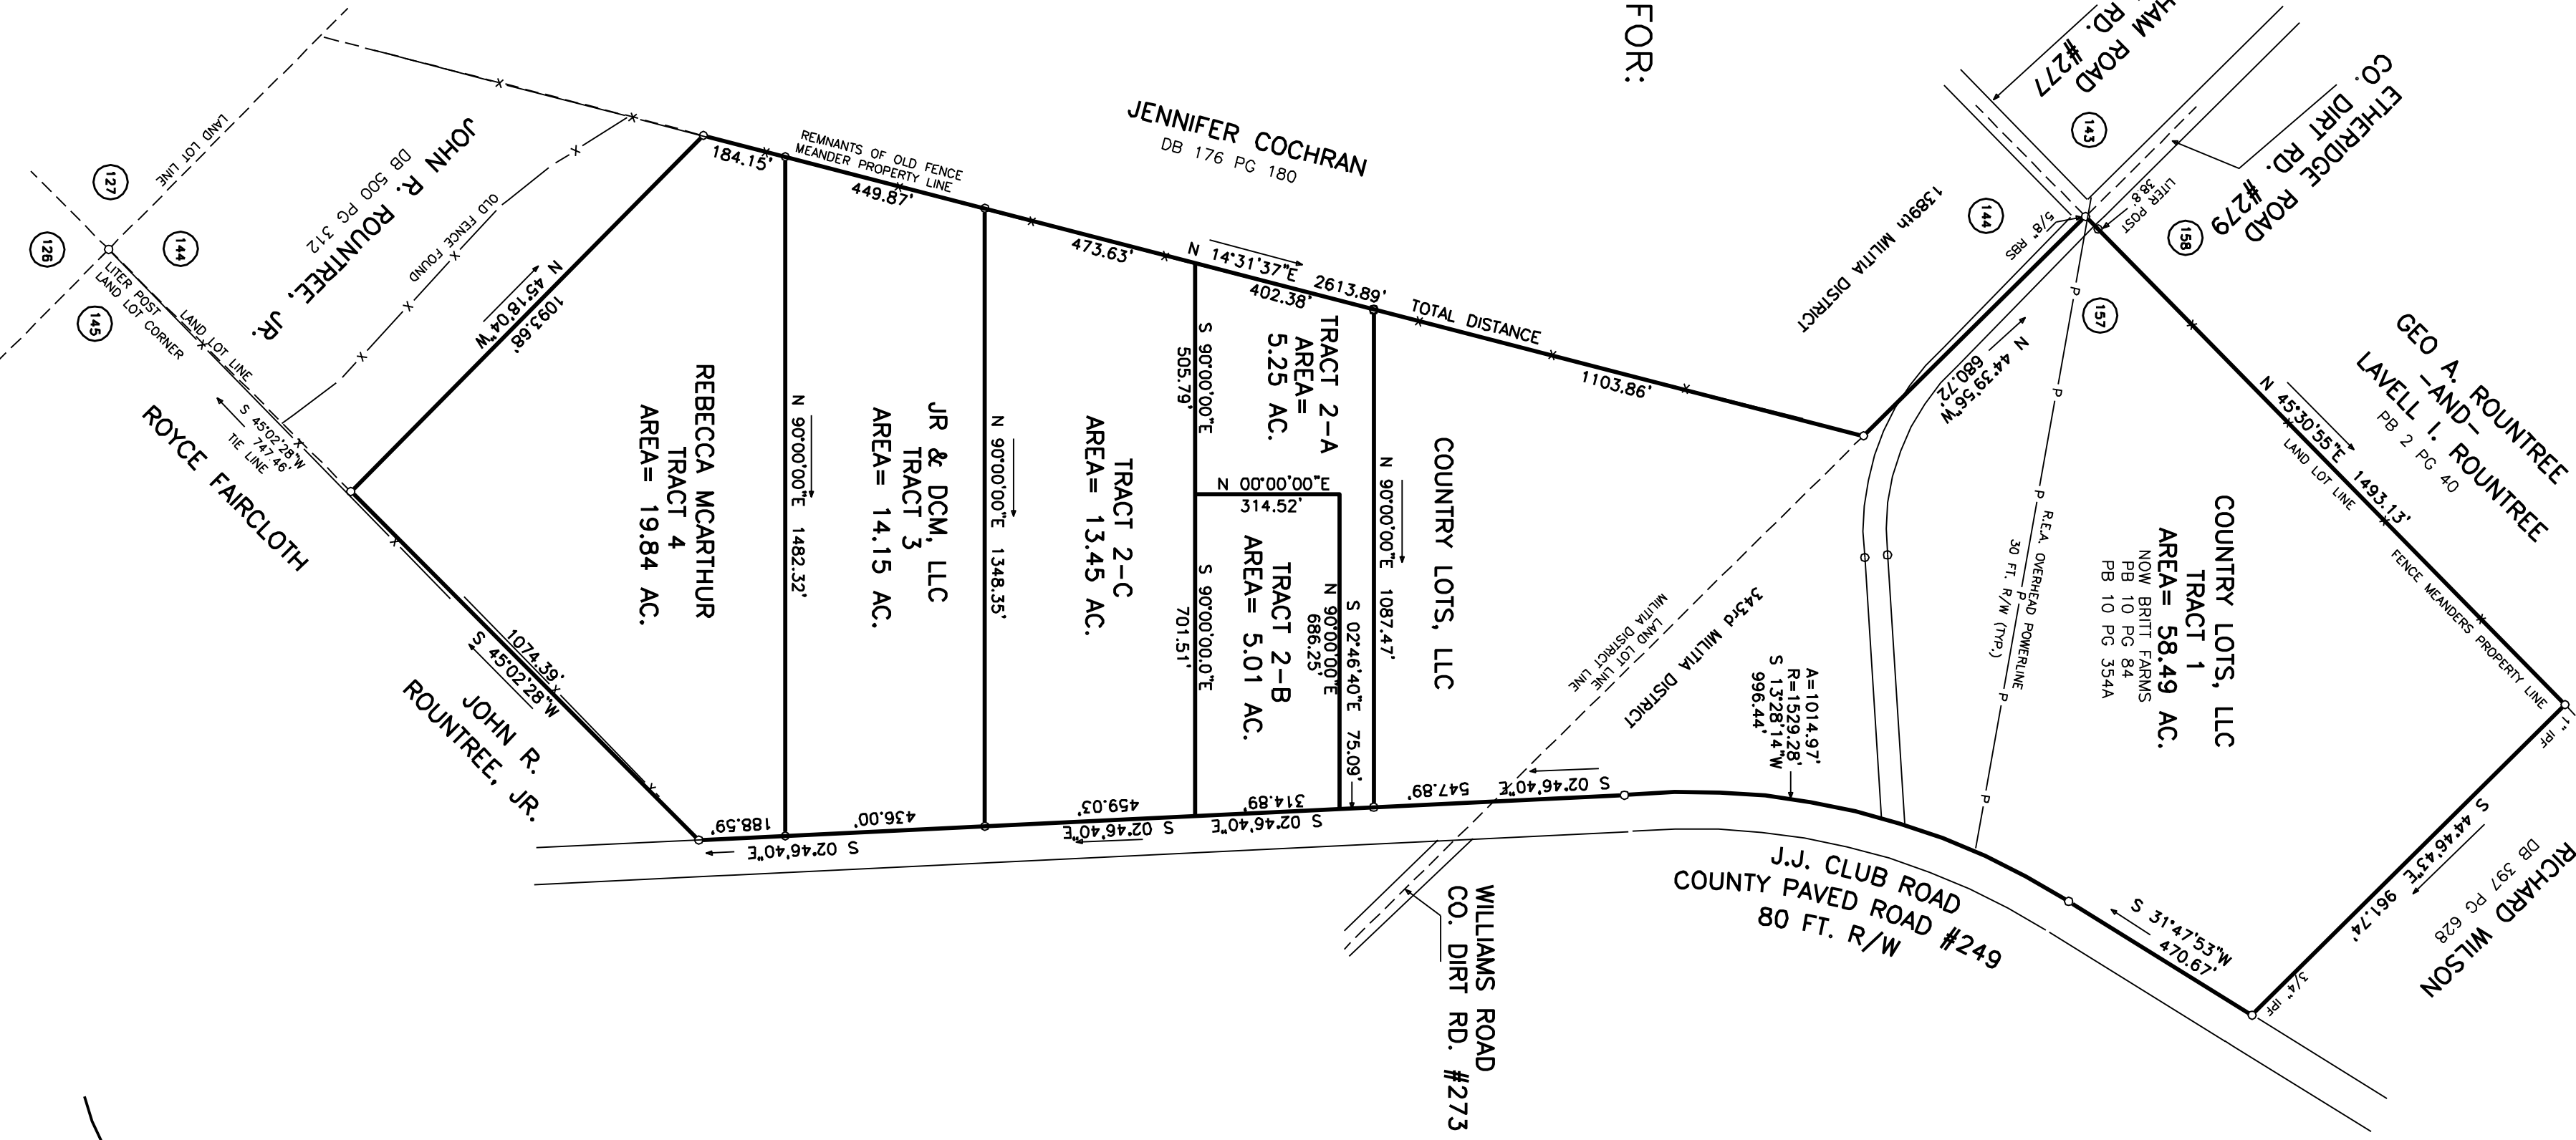 FOR:
HAM ROAD
RD. #277
ETHERIDGE ROAD
CO. DIRT RD. #279
143
144
158
157
LITER POST
38.8'
5/8" RBS
1389th MILITIA DISTRICT
N 44°39'56"W
680.72'
GEO A. ROUNTREE
-AND-
LAVELL I. ROUNTREE
PB 2 PG 40
N 45°30'55"E 1493.13'
LAND LOT LINE
FENCE MEANDERS PROPERTY LINE
1" IPF
S 44°46'43"E 961.74'
RICHARD WILSON
DB 397 PG 628
3/4" IPF
S 31°47'53"W
470.67'
COUNTRY LOTS, LLC
TRACT 1
AREA= 58.49 AC.
NOW BRITT FARMS
PB 10 PG 84
PB 10 PG 354A
P P P P P P P
R.E.A. OVERHEAD POWERLINE
30 FT. R/W (TYP.)
A=1014.97'
R=1529.28'
S 13°28'14"W
996.44'
J.J. CLUB ROAD
COUNTY PAVED ROAD #249
80 FT. R/W
343rd MILITIA DISTRICT
LAND LOT LINE
MILITIA DISTRICT LINE
WILLIAMS ROAD
CO. DIRT RD. #273
JENNIFER COCHRAN
DB 176 PG 180
REMNANTS OF OLD FENCE
MEANDER PROPERTY LINE
184.15'
449.87'
473.63'
N 14°31'37"E 2613.89' TOTAL DISTANCE
402.38'
1103.86'
COUNTRY LOTS, LLC
N 90°00'00"E 1087.47'
S 02°46'40"E 75.09'
TRACT 2-A
AREA=
5.25 AC.
N 00°00'00"E
314.52'
N 90°00'00"E
686.25'
TRACT 2-B
AREA= 5.01 AC.
S 90°00'00"E
505.79'
S 90°00'00.0"E
701.51'
TRACT 2-C
AREA= 13.45 AC.
N 90°00'00"E 1348.35'
JR & DCM, LLC
TRACT 3
AREA= 14.15 AC.
N 90°00'00"E 1482.32'
REBECCA MCARTHUR
TRACT 4
AREA= 19.84 AC.
S 02°46'40"E
547.89'
S 02°46'40"E
314.89'
S 02°46'40"E
459.03'
436.00'
S 02°46'40"E
188.59'
N 45°18'04"W
1093.68'
1074.39'
S 45°02'28"W
JOHN R.
ROUNTREE, JR.
ROYCE FAIRCLOTH
S 45°02'28"W
747.46'
TIE LINE
LAND LOT LINE
LITER POST
LAND LOT CORNER
JOHN R. ROUNTREE, JR.
DB 500 PG 312
OLD FENCE FOUND
LAND LOT LINE
127
126
144
145